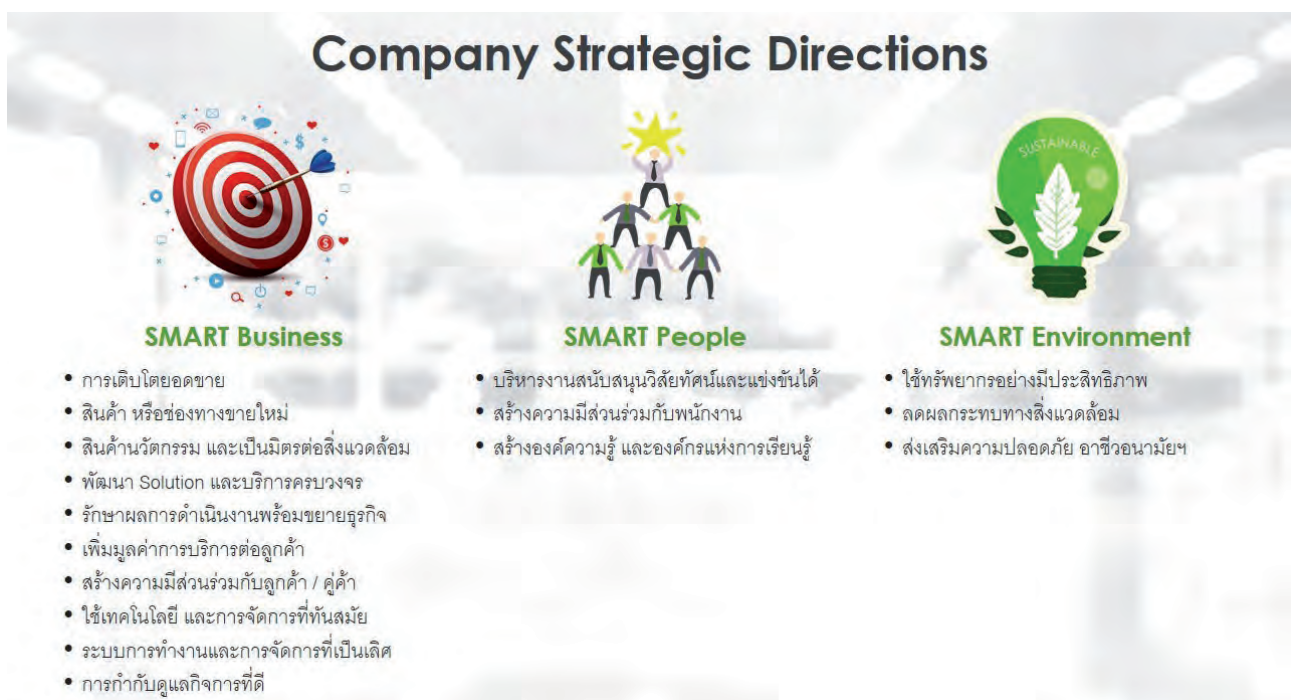 Company Strategic Directions
SUSTAINABLE
SMART Business
• การเติบโตยอดขาย
• สินค้า หรือช่องทางขายใหม่
• สินค้านวัตกรรม และเป็นมิตรต่อสิ่งแวดล้อม
• พัฒนา Solution และบริการครบวงจร
• รักษาผลการดำเนินงานพร้อมขยายธุรกิจ
• เพิ่มมูลค่าการบริการต่อลูกค้า
• สร้างความมีส่วนร่วมกับลูกค้า / คู่ค้า
• ใช้เทคโนโลยี และการจัดการที่ทันสมัย
• ระบบการทำงานและการจัดการที่เป็นเลิศ
• การกำกับดูแลกิจการที่ดี
SMART People
• บริหารงานสนับสนุนวิสัยทัศน์และแข่งขันได้
• สร้างความมีส่วนร่วมกับพนักงาน
• สร้างองค์ความรู้ และองค์กรแห่งการเรียนรู้
SMART Environment
• ใช้ทรัพยากรอย่างมีประสิทธิภาพ
• ลดผลกระทบทางสิ่งแวดล้อม
• ส่งเสริมความปลอดภัย อาชีวอนามัยฯ